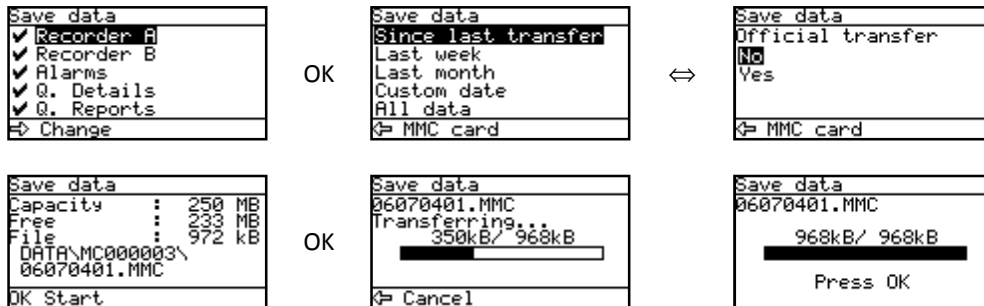 Save data
✔ Recorder A
✔ Recorder B
✔ Alarms
✔ Q. Details
✔ Q. Reports
⇨ Change
OK
Save data
Since last transfer
Last week
Last month
Custom date
All data
⇦ MMC card
⇔
Save data
Official transfer
No
Yes
⇦ MMC card
Save data
Capacity : 250 MB
Free : 233 MB
File : 972 kB
DATA\MC000003\
06070401.MMC
OK Start
OK
Save data
06070401.MMC
Transferring...
350kB/ 968kB
⇦ Cancel
Save data
06070401.MMC
968kB/ 968kB
Press OK